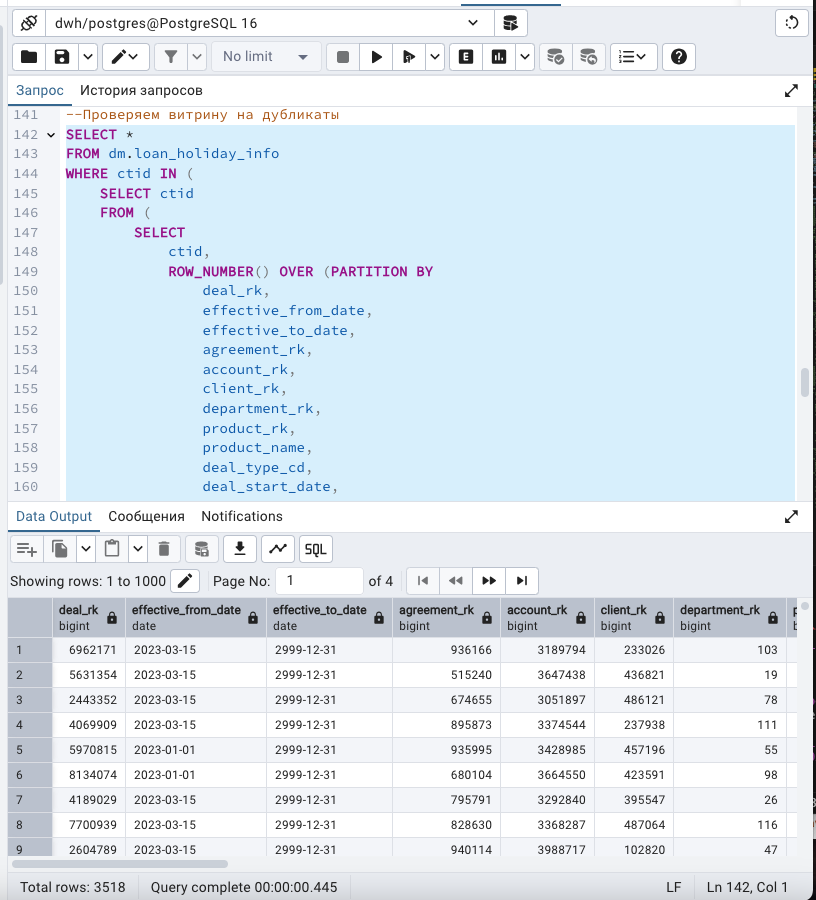 dwh/postgres@PostgreSQL 16
No limit
E
Запрос История запросов
141 --Проверяем витрину на дубликаты
142 SELECT *
143 FROM dm.loan_holiday_info
144 WHERE ctid IN (
145 SELECT ctid
146 FROM (
147 SELECT
148 ctid,
149 ROW_NUMBER() OVER (PARTITION BY
150 deal_rk,
151 effective_from_date,
152 effective_to_date,
153 agreement_rk,
154 account_rk,
155 client_rk,
156 department_rk,
157 product_rk,
158 product_name,
159 deal_type_cd,
160 deal_start_date,
Data Output Сообщения Notifications
SQL
Showing rows: 1 to 1000 Page No: 1 of 4
deal_rk effective_from_date effective_to_date agreement_rk account_rk client_rk department_rk
bigint date date bigint bigint bigint bigint
1 6962171 2023-03-15 2999-12-31 936166 3189794 233026 103
2 5631354 2023-03-15 2999-12-31 515240 3647438 436821 19
3 2443352 2023-03-15 2999-12-31 674655 3051897 486121 78
4 4069909 2023-03-15 2999-12-31 895873 3374544 237938 111
5 5970815 2023-01-01 2999-12-31 935995 3428985 457196 55
6 8134074 2023-01-01 2999-12-31 680104 3664550 423591 98
7 4189029 2023-03-15 2999-12-31 795791 3292840 395547 26
8 7700939 2023-03-15 2999-12-31 828630 3368287 487064 116
9 2604789 2023-03-15 2999-12-31 940114 3988717 102820 47
Total rows: 3518 Query complete 00:00:00.445 LF Ln 142, Col 1